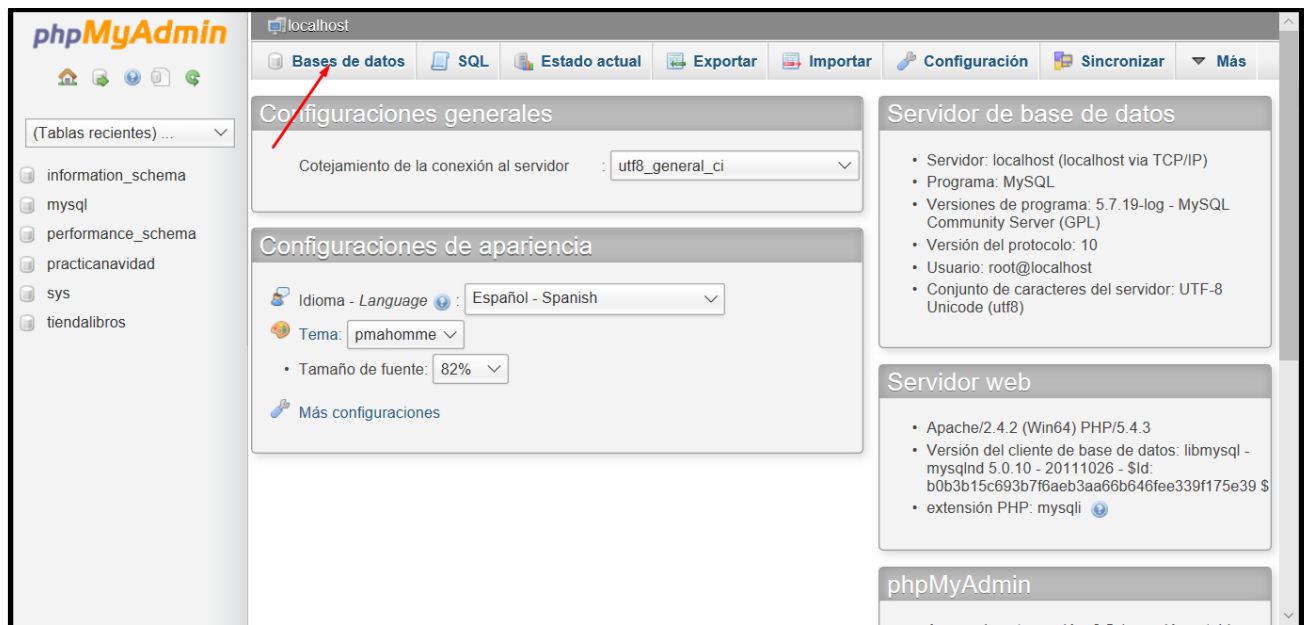 phpMyAdmin
(Tablas recientes) ...
information_schema
mysql
performance_schema
practicanavidad
sys
tiendalibros
localhost
Bases de datos
SQL
Estado actual
Exportar
Importar
Configuración
Sincronizar
Más
Configuraciones generales
Cotejamiento de la conexión al servidor : utf8_general_ci
Configuraciones de apariencia
Idioma - Language : Español - Spanish
Tema: pmahomme
• Tamaño de fuente: 82%
Más configuraciones
Servidor de base de datos
• Servidor: localhost (localhost via TCP/IP)
• Programa: MySQL
• Versiones de programa: 5.7.19-log - MySQL
Community Server (GPL)
• Versión del protocolo: 10
• Usuario: root@localhost
• Conjunto de caracteres del servidor: UTF-8
Unicode (utf8)
Servidor web
• Apache/2.4.2 (Win64) PHP/5.4.3
• Versión del cliente de base de datos: libmysql -
mysqlnd 5.0.10 - 20111026 - $Id:
b0b3b15c693b7f6aeb3aa66b646fee339f175e39 $
• extensión PHP: mysqli
phpMyAdmin